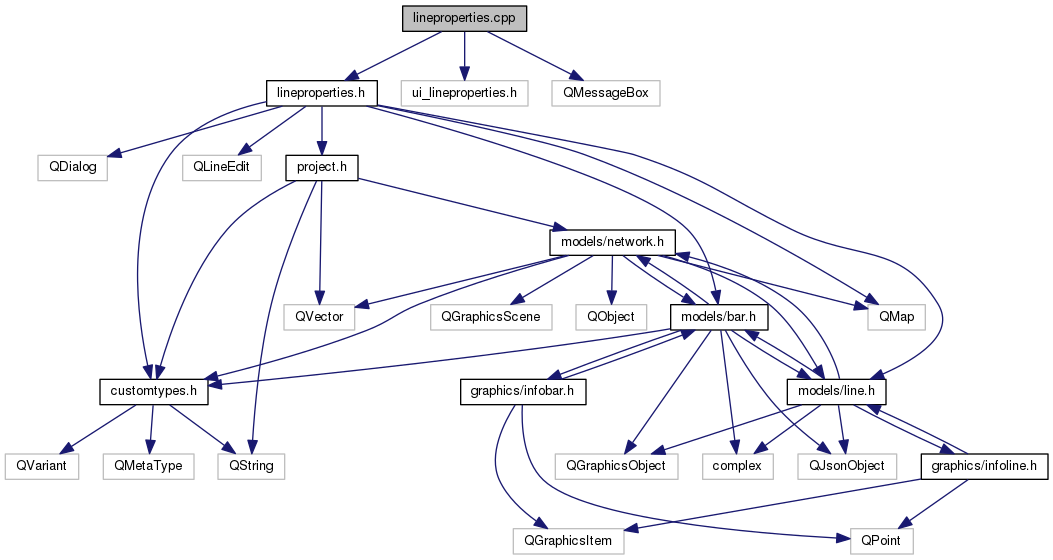 lineproperties.cpp
lineproperties.h
ui_lineproperties.h
QMessageBox
QDialog
QLineEdit
project.h
models/network.h
QVector
QGraphicsScene
QObject
models/bar.h
QMap
customtypes.h
graphics/infobar.h
models/line.h
QVariant
QMetaType
QString
QGraphicsObject
complex
QJsonObject
graphics/infoline.h
QGraphicsItem
QPoint